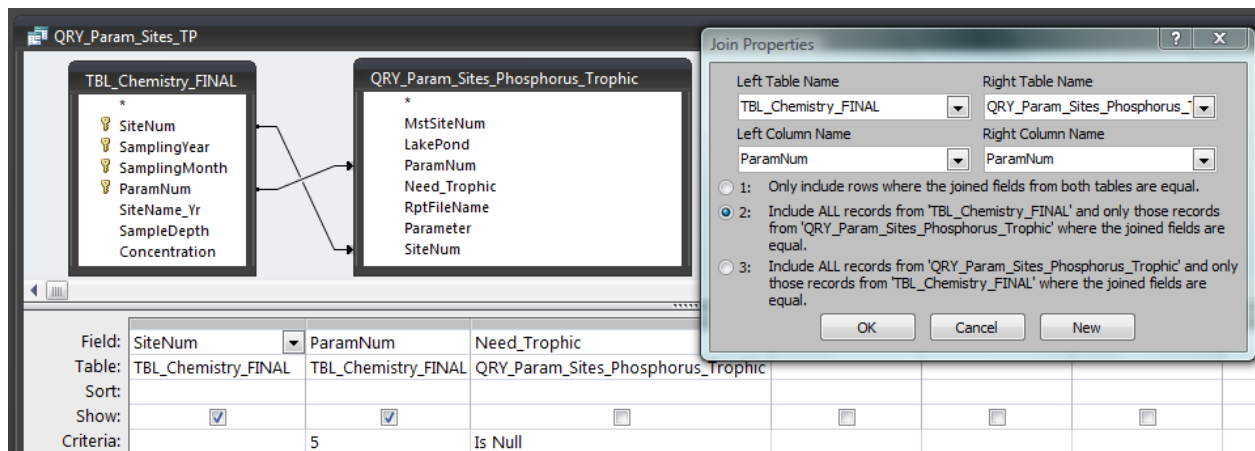 QRY_Param_Sites_TP
TBL_Chemistry_FINAL
*
SiteNum
SamplingYear
SamplingMonth
ParamNum
SiteName_Yr
SampleDepth
Concentration
QRY_Param_Sites_Phosphorus_Trophic
*
MstSiteNum
LakePond
ParamNum
Need_Trophic
RptFileName
Parameter
SiteNum
Join Properties
? X
Left Table Name Right Table Name
TBL_Chemistry_FINAL QRY_Param_Sites_Phosphorus_T
Left Column Name Right Column Name
ParamNum ParamNum
1: Only include rows where the joined fields from both tables are equal.
2: Include ALL records from 'TBL_Chemistry_FINAL' and only those records
from 'QRY_Param_Sites_Phosphorus_Trophic' where the joined fields are
equal.
3: Include ALL records from 'QRY_Param_Sites_Phosphorus_Trophic' and only
those records from 'TBL_Chemistry_FINAL' where the joined fields are
equal.
OK Cancel New
Field: SiteNum ParamNum Need_Trophic
Table: TBL_Chemistry_FINAL TBL_Chemistry_FINAL QRY_Param_Sites_Phosphorus_Trophic
Sort:
Show:
Criteria: 5 Is Null